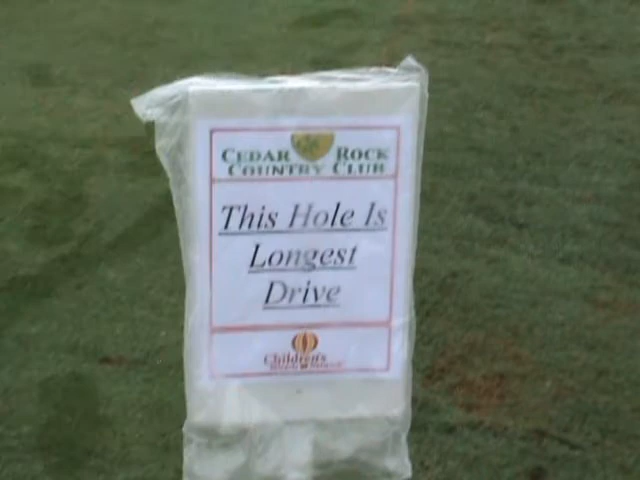 CEDAR ROCK
COUNTRY CLUB
This Hole Is
Longest
Drive
Children's